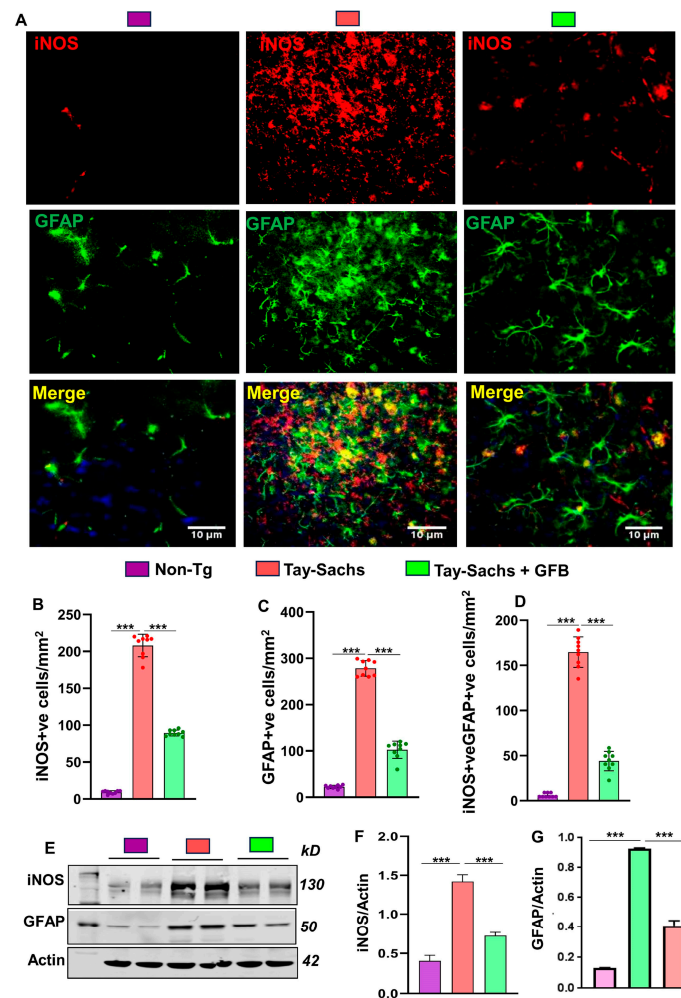 A
iNOS
iNOS
iNOS
GFAP
GFAP
GFAP
Merge
Merge
Merge
10 µm
10 µm
10 µm
Non-Tg
Tay-Sachs
Tay-Sachs + GFB
B
iNOS+ve cells/mm2
250
200
150
100
50
0
***
***
C
GFAP+ve cells/mm2
400
300
200
100
0
***
***
D
iNOS+veGFAP+ve cells/mm2
200
150
100
50
0
***
***
E
kD
iNOS
130
GFAP
50
Actin
42
F
iNOS/Actin
2.0
1.5
1.0
0.5
0.0
***
***
G
GFAP/Actin
1.0
0.8
0.6
0.4
0.2
0.0
***
***